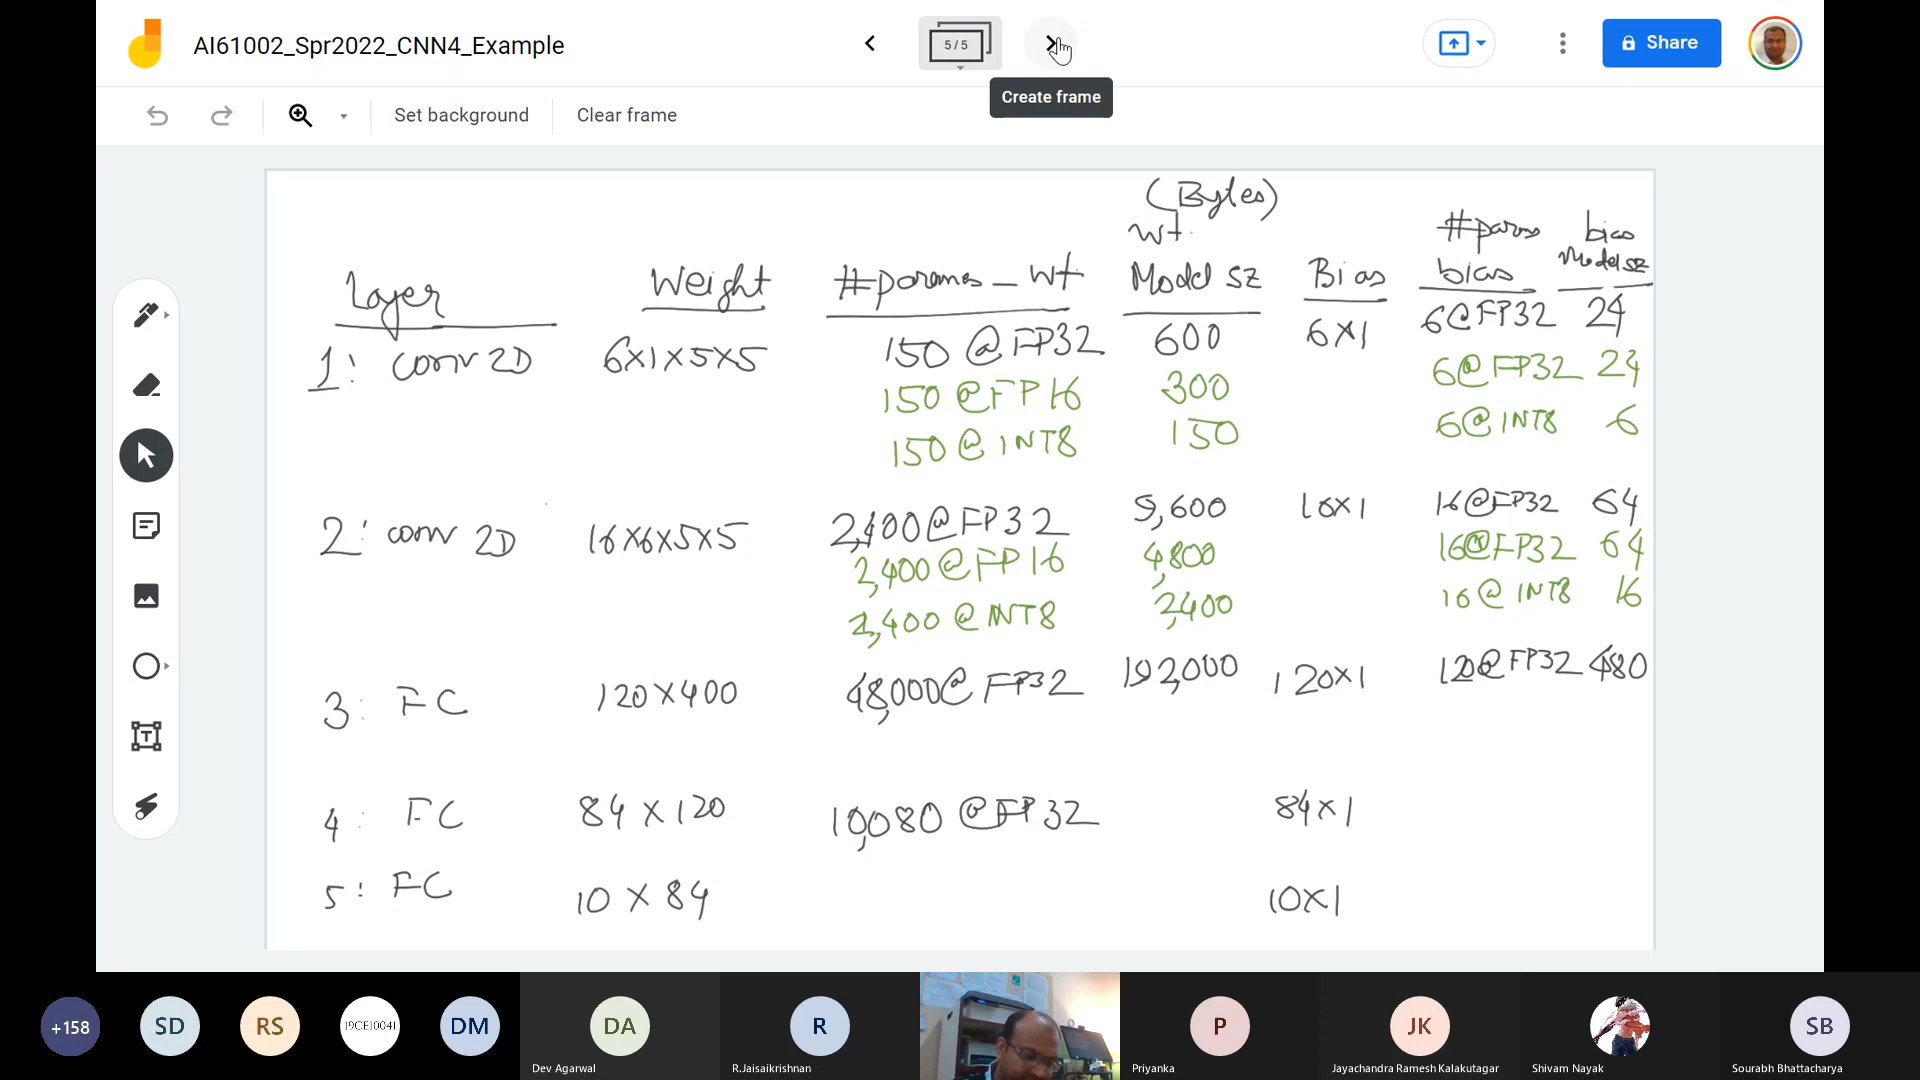 AI61002_Spr2022_CNN4_Example
5 / 5
Share
Create frame
Set background
Clear frame
(Bytes)
Layer Weight #params_wt wt. Model sz Bias #params bias bias Model sz
1: conv 2D 6x1x5x5 150 @ FP32 600 6x1 6@FP32 24
150 @FP16 300 6@FP32 24
150 @ INT8 150 6@INT8 6
2: conv 2D 16x6x5x5 2,400@FP32 9,600 16x1 16@FP32 64
2,400@FP16 4,800 16@FP32 64
2,400 @ INT8 2,400 16@ INT8 16
3: FC 120x400 48,000@ FP32 192,000 120x1 120@FP32 480
4: FC 84 x 120 10,080 @FP32 84x1
5: FC 10 x 84 10x1
+158
SD
RS
19CE10041
DM
DA
Dev Agarwal
R
R.Jaisaikrishnan
P
Priyanka
JK
Jayachandra Ramesh Kalakutagar
Shivam Nayak
SB
Sourabh Bhattacharya